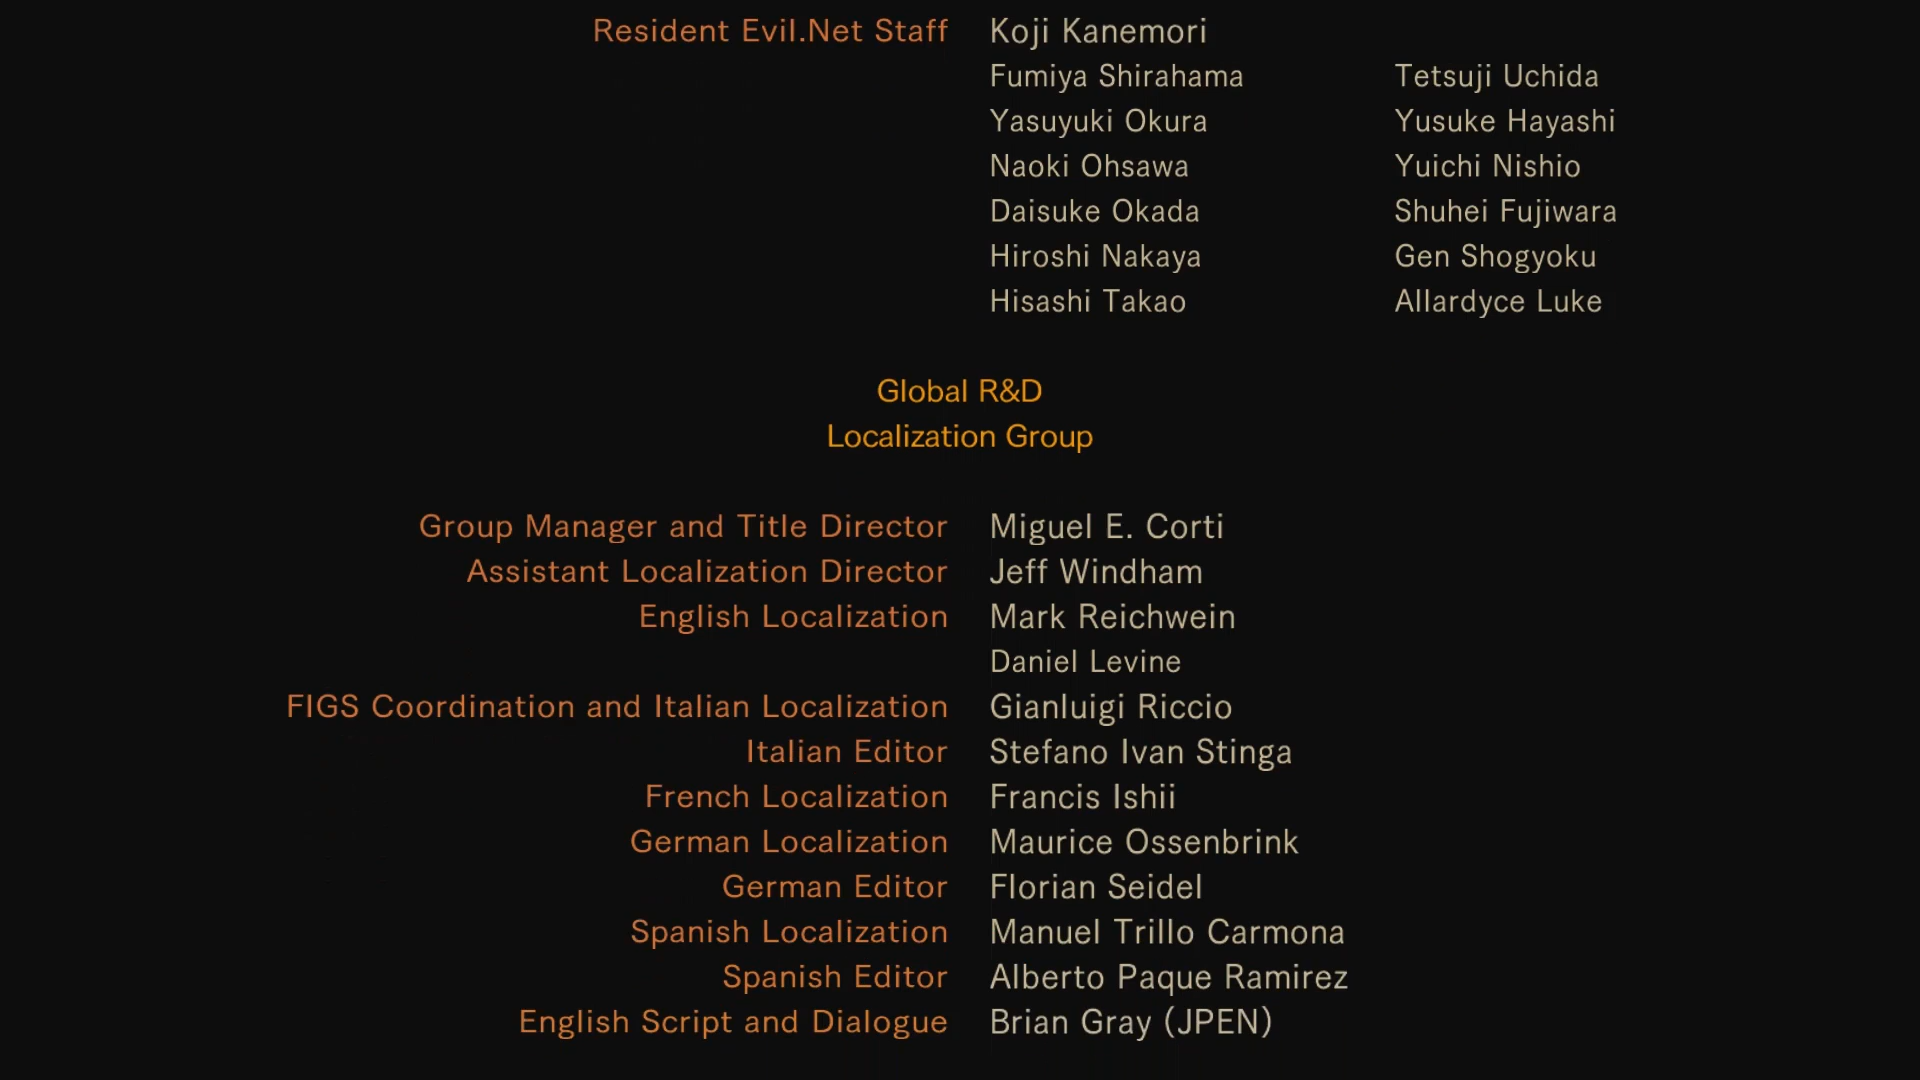 Resident Evil.Net Staff Koji Kanemori
Fumiya Shirahama Tetsuji Uchida
Yasuyuki Okura Yusuke Hayashi
Naoki Ohsawa Yuichi Nishio
Daisuke Okada Shuhei Fujiwara
Hiroshi Nakaya Gen Shogyoku
Hisashi Takao Allardyce Luke
Global R&D
Localization Group
Group Manager and Title Director Miguel E. Corti
Assistant Localization Director Jeff Windham
English Localization Mark Reichwein
Daniel Levine
FIGS Coordination and Italian Localization Gianluigi Riccio
Italian Editor Stefano Ivan Stinga
French Localization Francis Ishii
German Localization Maurice Ossenbrink
German Editor Florian Seidel
Spanish Localization Manuel Trillo Carmona
Spanish Editor Alberto Paque Ramirez
English Script and Dialogue Brian Gray (JPEN)